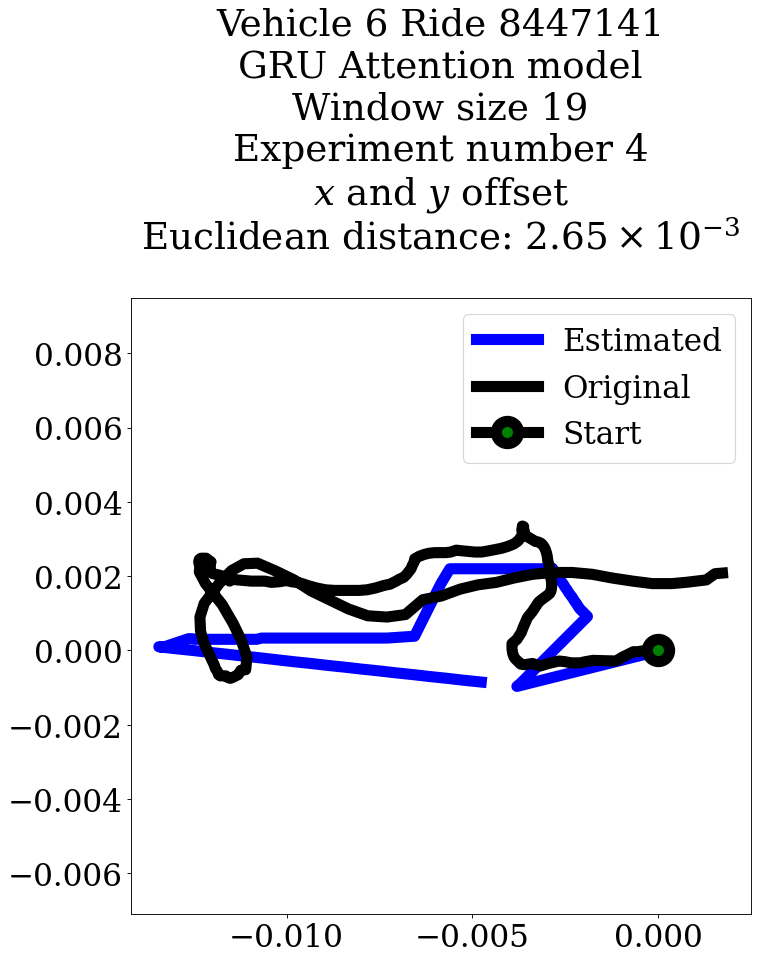 Vehicle 6 Ride 8447141
GRU Attention model
Window size 19
Experiment number 4
x and y offset
Euclidean distance: 2.65 × 10⁻³
Estimated
Original
Start
0.008
0.006
0.004
0.002
0.000
−0.002
−0.004
−0.006
−0.010
−0.005
0.000